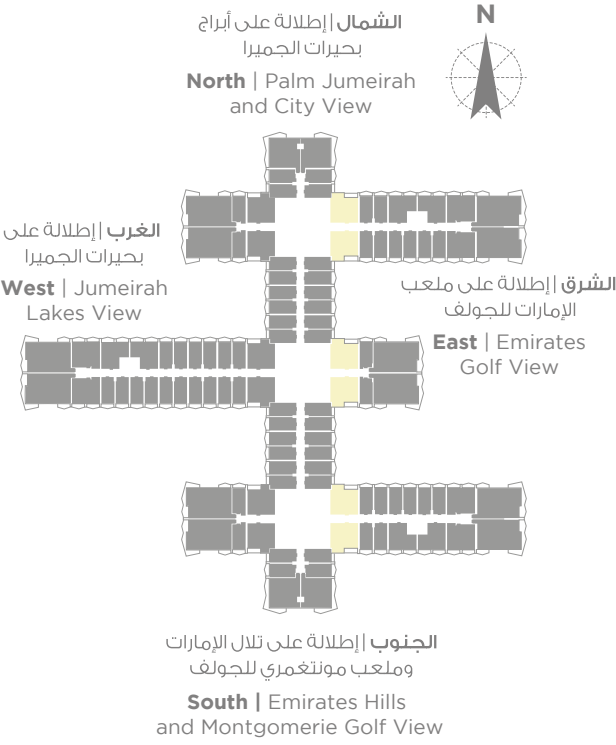 N
الشمال | إطلالة على أبراج
بحيرات الجميرا
North | Palm Jumeirah
and City View
الغرب | إطلالة على
بحيرات الجميرا
West | Jumeirah
Lakes View
الشرق | إطلالة على ملعب
الإمارات للجولف
East | Emirates
Golf View
الجنوب | إطلالة على تلال الإمارات
وملعب مونتغمري للجولف
South | Emirates Hills
and Montgomerie Golf View